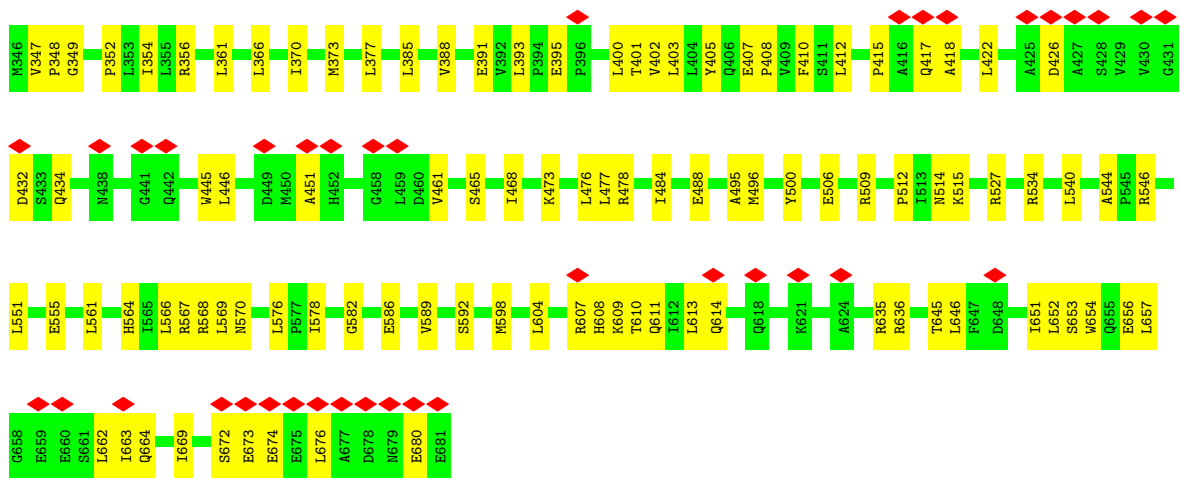 M346 V347 P348 G349 P352 L353 I354 L355 R356 L361 L366 I370 M373 L377 L385 V388 E391 V392 L393 P394 E395 P396 L400 T401 V402 L403 L404 Y405 Q406 E407 P408 V409 F410 S411 L412 P415 A416 Q417 A418 L422 A425 D426 A427 S428 V429 V430 G431
D432 S433 Q434 N438 G441 Q442 W445 L446 D449 M450 A451 H452 G458 L459 D460 V461 S465 I468 K473 L476 L477 R478 I484 E488 A495 M496 Y500 E506 R509 P512 I513 N514 K515 R527 R534 L540 A544 P545 R546
L551 E555 L561 H564 I565 L566 R567 R568 L569 N570 L576 P577 I578 G582 E586 V589 S592 M598 L604 R607 H608 K609 T610 Q611 I612 L613 Q614 Q618 K621 A624 R635 R636 T645 L646 F647 D648 I651 L652 S653 W654 Q655 E656 L657
G658 E659 E660 S661 L662 I663 Q664 I669 S672 E673 E674 E675 L676 A677 D678 N679 E680 E681